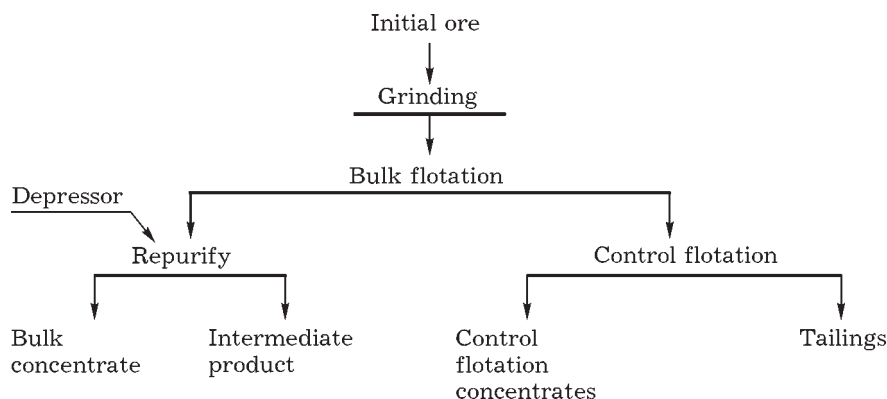 Initial ore
Grinding
Bulk flotation
Depressor
Repurify
Control flotation
Bulk
concentrate
Intermediate
product
Control
flotation
concentrates
Tailings